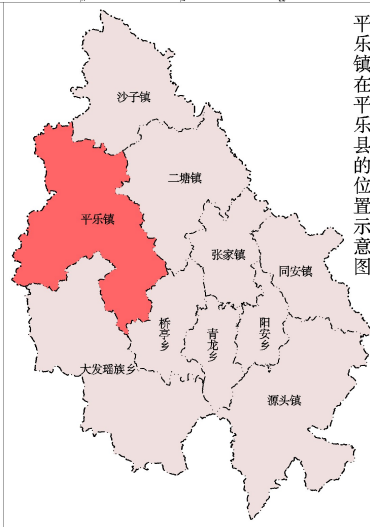 平乐镇在平乐县的位置示意图
沙子镇
二塘镇
平乐镇
张家镇
同安镇
桥亭乡
青龙乡
阳安乡
大发瑶族乡
源头镇